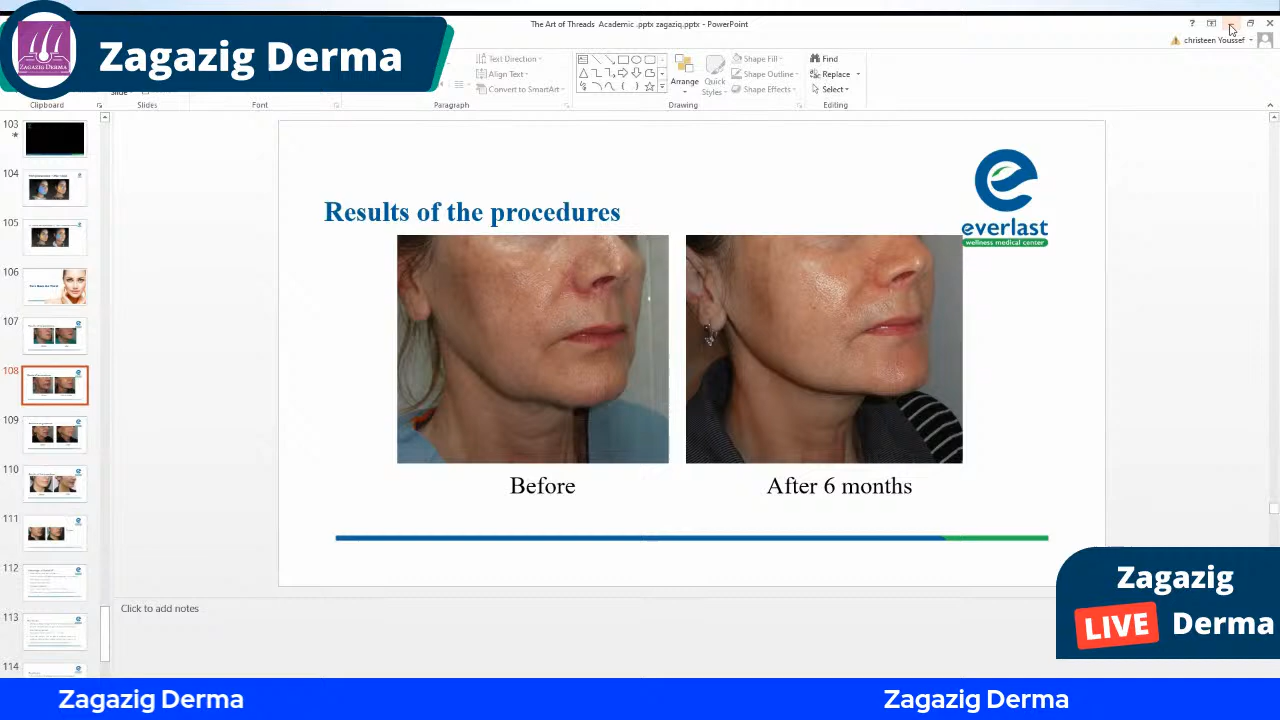 The Art of Threads Academic .pptx zagaziq.pptx - PowerPoint
christeen Youssef
ZAGAZIG DERMA
Zagazig Derma
Text Direction
Align Text
Convert to SmartArt
Arrange
Quick
Styles
Shape Fill
Shape Outline
Shape Effects
Find
Replace
Select
Slide
Clipboard
Slides
Font
Paragraph
Drawing
Editing
103
104
105
106
107
108
109
110
111
112
113
114
everlast
wellness medical center
Results of the procedures
Before
After 6 months
Click to add notes
Zagazig
LIVE Derma
Zagazig Derma
Zagazig Derma